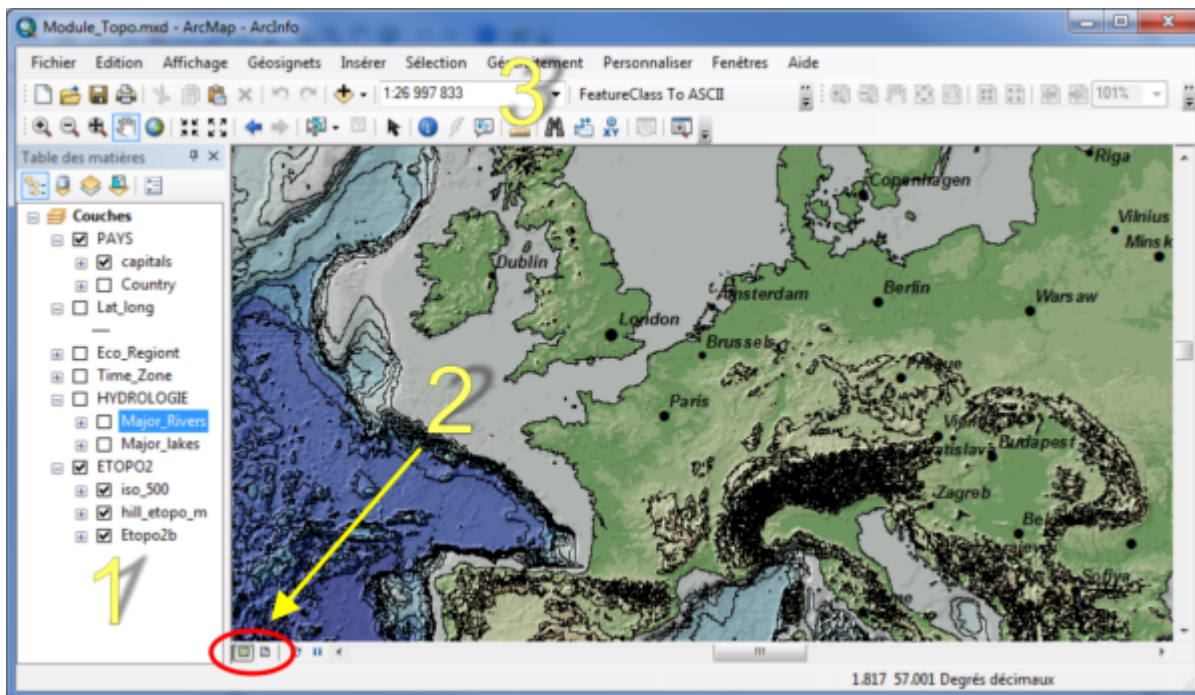 Module_Topo.mxd - ArcMap - ArcInfo
Fichier Edition Affichage Géosignets Insérer Sélection Personnaliser Fenêtres Aide
1:26 997 833 FeatureClass To ASCII 101%
3
XY
Table des matières
Couches
PAYS
capitals
Country
Lat_long
Eco_Regiont
Time_Zone
HYDROLOGIE
Major_Rivers
Major_lakes
ETOPO2
iso_500
hill_etopo_m
Etopo2b
1
2
Riga
Copenhagen
Vilnius
Minsk
Dublin
Amsterdam
Berlin
Warsaw
London
Brussels
Paris
Budapest
Zagreb
Sofiya
1.817 57.001 Degrés décimaux